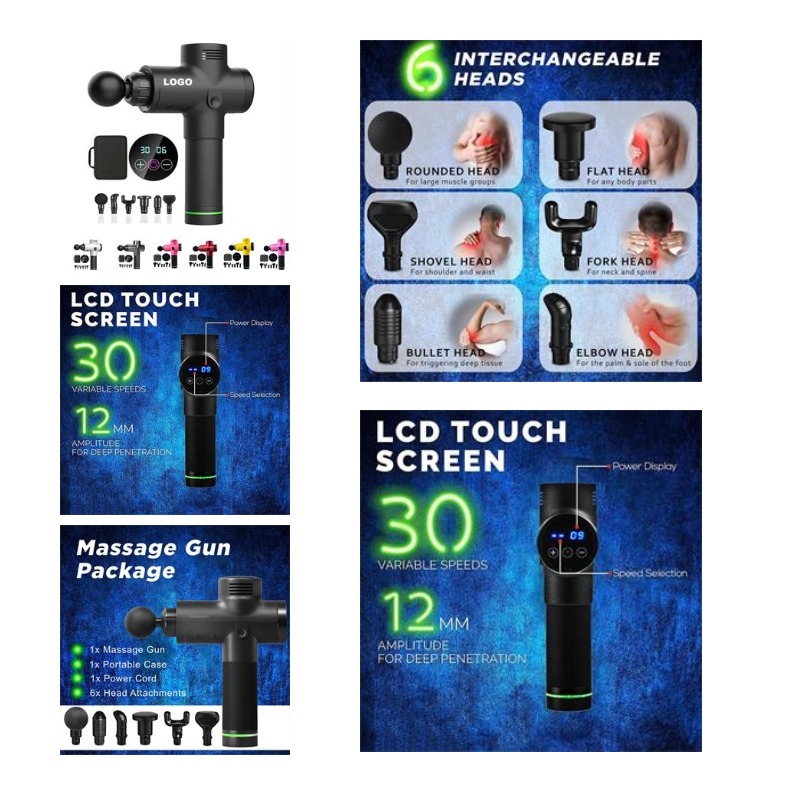 LOGO
30 06
LCD TOUCH
SCREEN
Power Display
30
VARIABLE SPEEDS
09
Speed Selection
12 MM
AMPLITUDE
FOR DEEP PENETRATION
Massage Gun
Package
1x Massage Gun
1x Portable Case
1x Power Cord
6x Head Attachments
6 INTERCHANGEABLE
HEADS
ROUNDED HEAD
For large muscle groups
FLAT HEAD
For any body parts
SHOVEL HEAD
For shoulder and waist
FORK HEAD
For neck and spine
BULLET HEAD
For triggering deep tissue
ELBOW HEAD
For the palm & sole of the foot
LCD TOUCH
SCREEN
Power Display
30
VARIABLE SPEEDS
09
Speed Selection
12 MM
AMPLITUDE
FOR DEEP PENETRATION